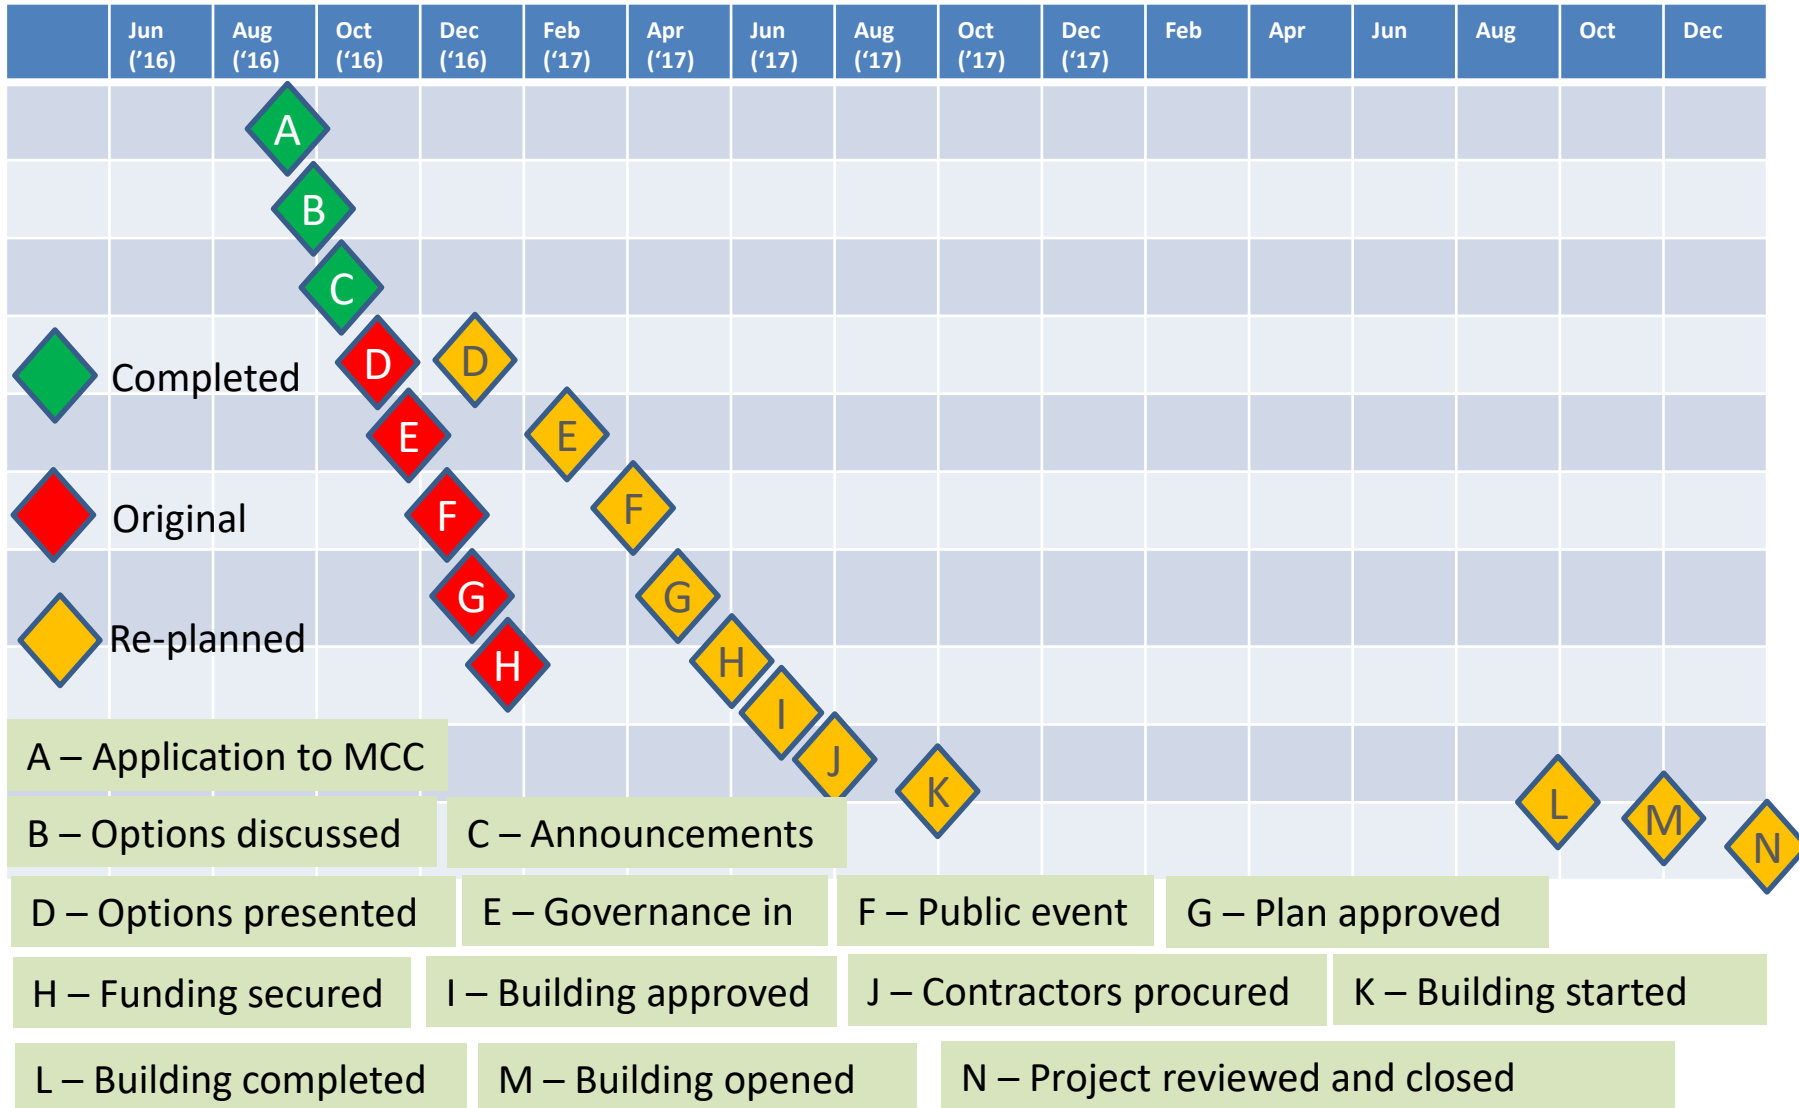 Jun Aug Oct Dec Feb Apr Jun Aug Oct Dec Feb Apr Jun Aug Oct Dec
(’16) (‘16) (‘16) (‘16) (‘17) (‘17) (‘17) (‘17) (’17) (‘17)
A
B
C
D D
Completed
E E
F F
Original
G G
Re-planned
H H
I
J
K
L
M
N
A – Application to MCC
B – Options discussed C – Announcements
D – Options presented E – Governance in F – Public event G – Plan approved
H – Funding secured I – Building approved J – Contractors procured K – Building started
L – Building completed M – Building opened N – Project reviewed and closed